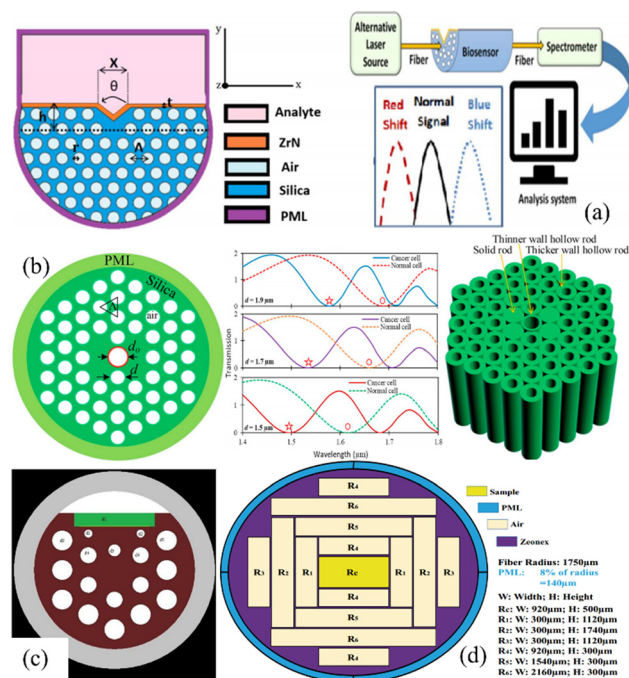 X
θ
h
t
r
Λ
y
z
x
Analyte
ZrN
Air
Silica
PML
Alternative
Laser
Source
Fiber
Biosensor
Fiber
Spectrometer
Red
Shift
Normal
Signal
Blue
Shift
Analysis system
(a)
(b)
PML
Silica
Λ
air
d₀
d
Transmission
Cancer cell
Normal cell
d = 1.9 µm
Cancer cell
Normal cell
d = 1.7 µm
Cancer cell
Normal cell
d = 1.5 µm
2
1
0
2
1
0
2
1
0
1.4 1.5 1.6 1.7 1.8
Wavelength (µm)
Thinner wall hollow rod
Solid rod
Thicker wall hollow rod
(c)
R₄
R₆
R₅
R₄
R₃ R₂ R₁ Rc R₁ R₂ R₃
R₄
R₅
R₆
R₄
(d)
Sample
PML
Air
Zeonex
Fiber Radius: 1750µm
PML: 8% of radius
=140µm
W: Width; H: Height
Rc: W: 920µm; H: 500µm
R₁: W: 300µm; H: 1120µm
R₂: W: 300µm; H: 1740µm
R₃: W: 300µm; H: 1120µm
R₄: W: 920µm; H: 300µm
R₅: W: 1540µm; H: 300µm
R₆: W: 2160µm; H: 300µm